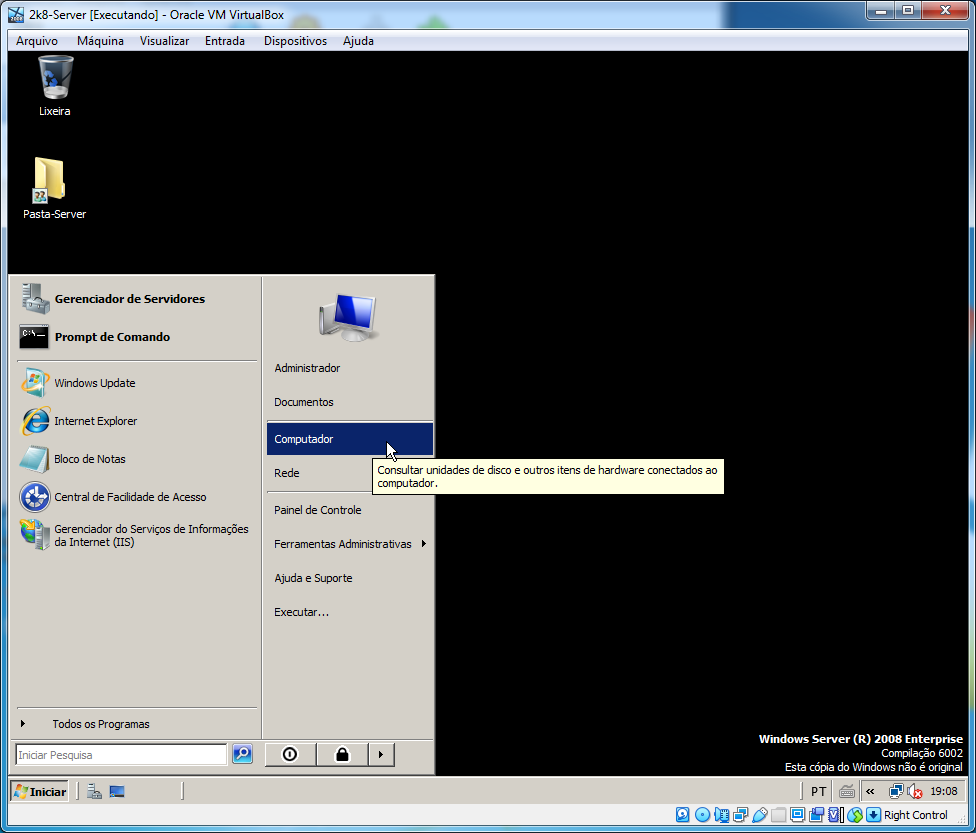 2k8-Server [Executando] - Oracle VM VirtualBox
Arquivo Máquina Visualizar Entrada Dispositivos Ajuda
Lixeira
Pasta-Server
Gerenciador de Servidores
Prompt de Comando
Windows Update
Internet Explorer
Bloco de Notas
Central de Facilidade de Acesso
Gerenciador do Serviços de Informações
da Internet (IIS)
Todos os Programas
Iniciar Pesquisa
Administrador
Documentos
Computador
Rede
Consultar unidades de disco e outros itens de hardware conectados ao
computador.
Painel de Controle
Ferramentas Administrativas
Ajuda e Suporte
Executar...
Windows Server (R) 2008 Enterprise
Compilação 6002
Esta cópia do Windows não é original
Iniciar
PT
19:08
Right Control